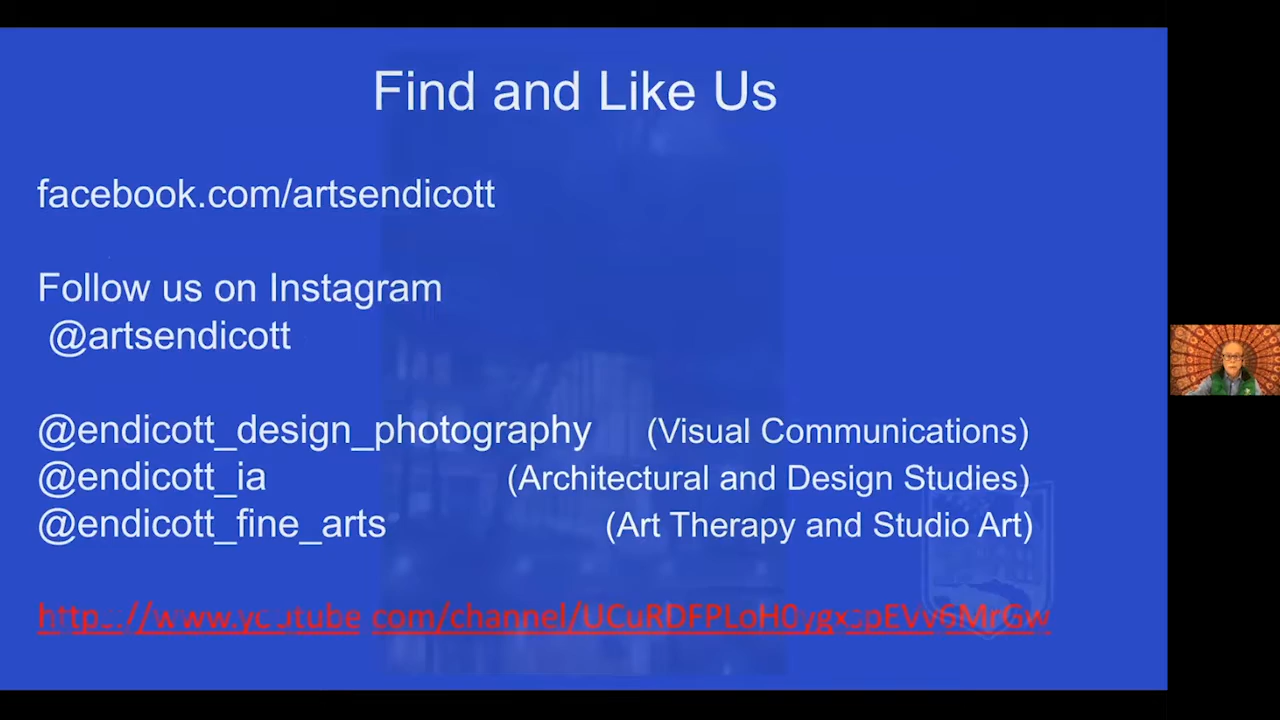 Find and Like Us
facebook.com/artsendicott
Follow us on Instagram
@artsendicott
@endicott_design_photography (Visual Communications)
@endicott_ia (Architectural and Design Studies)
@endicott_fine_arts (Art Therapy and Studio Art)